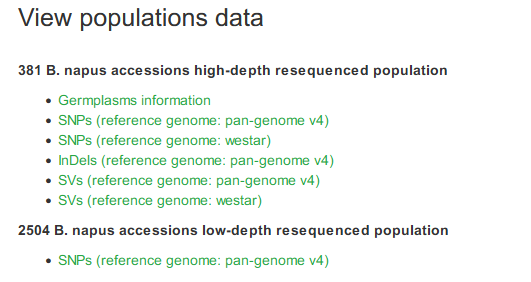 View populations data
381 B. napus accessions high-depth resequenced population
Germplasms information
SNPs (reference genome: pan-genome v4)
SNPs (reference genome: westar)
InDels (reference genome: pan-genome v4)
SVs (reference genome: pan-genome v4)
SVs (reference genome: westar)
2504 B. napus accessions low-depth resequenced population
SNPs (reference genome: pan-genome v4)